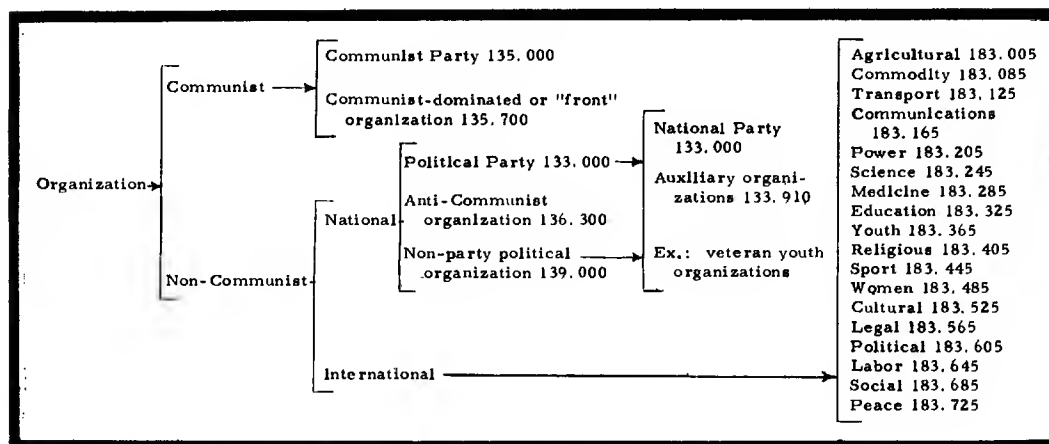 Organization
Communist
Communist Party 135.000
Communist-dominated or "front"
organization 135.700
Non-Communist
National
Political Party 133.000
Anti-Communist
organization 136.300
Non-party political
organization 139.000
National Party
133.000
Auxiliary organi-
zations 133.910
Ex.: veteran youth
organizations
International
Agricultural 183.005
Commodity 183.085
Transport 183.125
Communications
183.165
Power 183.205
Science 183.245
Medicine 183.285
Education 183.325
Youth 183.365
Religious 183.405
Sport 183.445
Women 183.485
Cultural 183.525
Legal 183.565
Political 183.605
Labor 183.645
Social 183.685
Peace 183.725